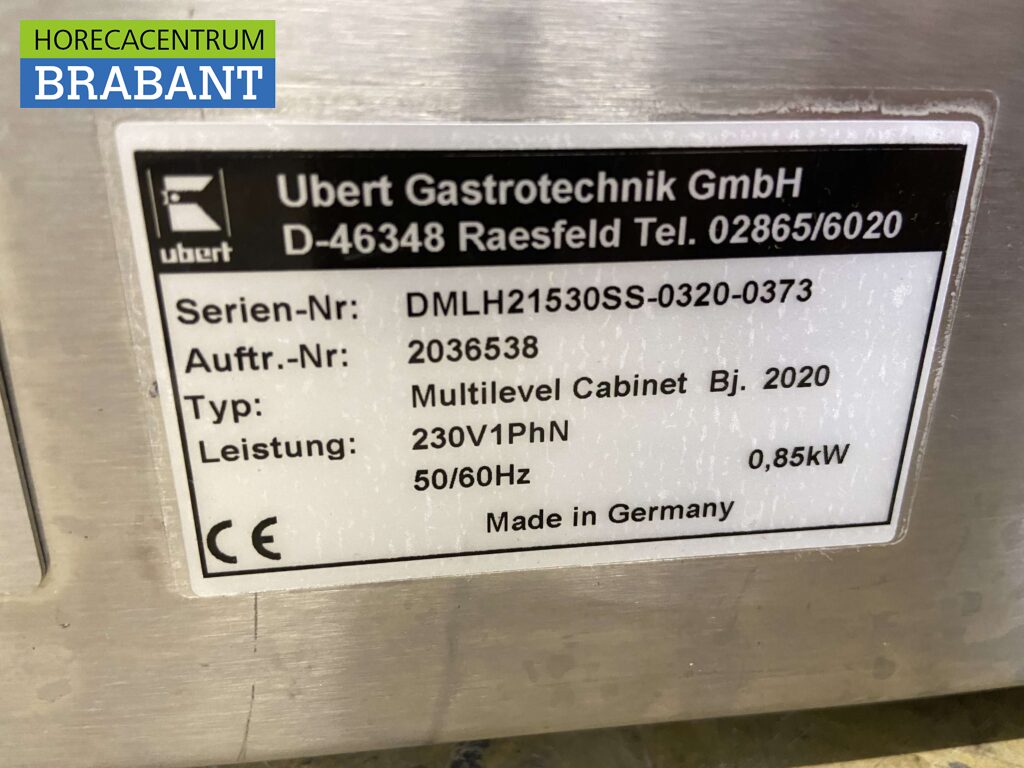 HORECACENTRUM
BRABANT
ubert
Ubert Gastrotechnik GmbH
D-46348 Raesfeld Tel. 02865/6020
Serien-Nr: DMLH21530SS-0320-0373
Auftr.-Nr: 2036538
Typ: Multilevel Cabinet Bj. 2020
Leistung: 230V1PhN
50/60Hz 0,85kW
CE Made in Germany